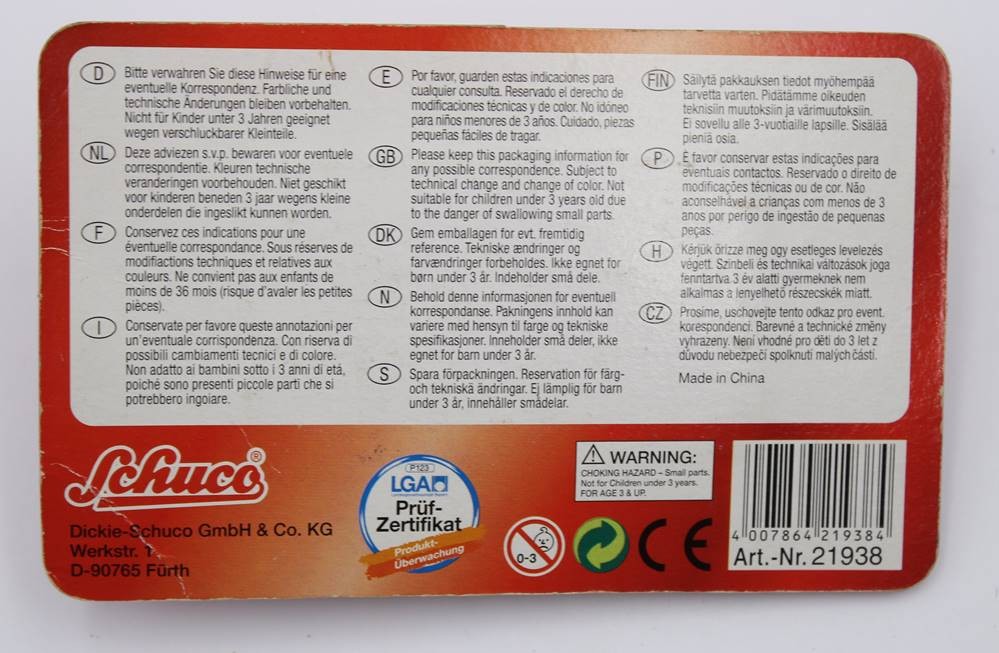 D Bitte verwahren Sie diese Hinweise für eine
eventuelle Korrespondenz. Farbliche und
technische Änderungen bleiben vorbehalten.
Nicht für Kinder unter 3 Jahren geeignet
wegen verschluckbarer Kleinteile.
NL Deze adviezen s.v.p. bewaren voor eventuele
correspondentie. Kleuren technische
veranderingen voorbehouden. Niet geschikt
voor kinderen beneden 3 jaar wegens kleine
onderdelen die ingeslikt kunnen worden.
F Conservez ces indications pour une
éventuelle correspondance. Sous réserves de
modifiactions techniques et relatives aux
couleurs. Ne convient pas aux enfants de
moins de 36 mois (risque d'avaler les petites
pièces).
I Conservate per favore queste annotazioni per
un'eventuale corrispondenza. Con riserva di
possibili cambiamenti tecnici e di colore.
Non adatto ai bambini sotto i 3 anni di etá,
poiché sono presenti piccole parti che si
potrebbero ingoiare.
E Por favor, guarden estas indicaciones para
cualquier consulta. Reservado el derecho de
modificaciones técnicas y de color. No idóneo
para niños menores de 3 años. Cuidado, piezas
pequeñas fáciles de tragar.
GB Please keep this packaging information for
any possible correspondence. Subject to
technical change and change of color. Not
suitable for children under 3 years old due
to the danger of swallowing small parts.
DK Gem emballagen for evt. fremtidig
reference. Tekniske ændringer og
farvændringer forbeholdes. Ikke egnet for
børn under 3 år. Indeholder små dele.
N Behold denne informasjonen for eventuell
korrespondanse. Pakningens innhold kan
variere med hensyn til farge og tekniske
spesifikasjoner. Inneholder små deler, ikke
egnet for barn under 3 år.
S Spara förpackningen. Reservation för färg-
och tekniskä ändringar. Ej lämplig för barn
under 3 år, innehåller smådelar.
FIN Säilytä pakkauksen tiedot myöhempää
tarvetta varten. Pidätämme oikeuden
teknisiin muutoksiin ja värimuutoksiin.
Ei sovellu alle 3-vuotiaille lapsille. Sisälää
pieniä osia.
P É favor conservar estas indicações para
eventuais contactos. Reservado o direito de
modificações técnicas ou de cor. Não
aconselhável a crianças com menos de 3
anos por perigo de ingestão de pequenas
peças.
H Kérjük örizze meg ogy esetleges levelezés
végett. Szinbeli és technikai változások joga
fenntartva 3 év alatti gyermeknek nem
alkalmas a lenyelhető részecskék miatt.
CZ Prosime, uschovejte tento odkaz pro event.
korespondenci. Barevné a technické změny
vyhrazeny. Neni vhodné pro děti do 3 let z
důvodu nebezpečí spolknuti malých části.
Made in China
Schuco®
Dickie-Schuco GmbH & Co. KG
Werkstr. 1
D-90765 Fürth
P123
LGA
Prüf-
Zertifikat
Produkt-
Überwachung
0-3
CE
WARNING:
CHOKING HAZARD – Small parts.
Not for Children under 3 years.
FOR AGE 3 & UP.
4 007864 219384
Art.-Nr. 21938